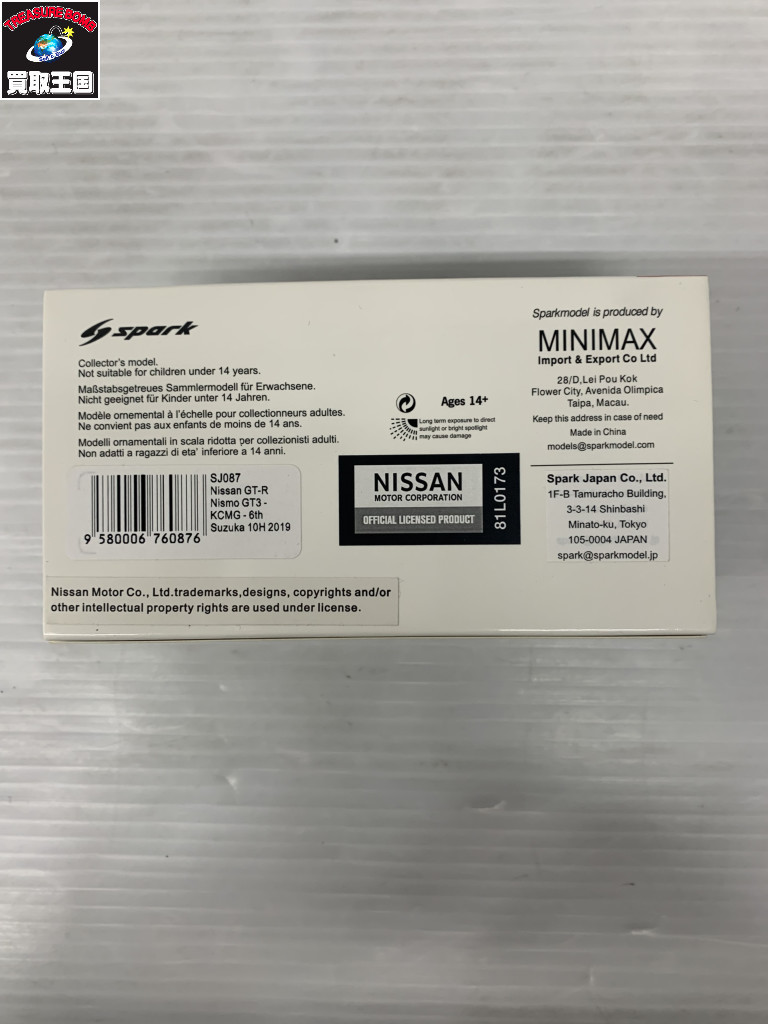 TREASURE BOMB
買取王国
spark
Collector's model.
Not suitable for children under 14 years.
Maßstabsgetreues Sammlermodell für Erwachsene.
Nicht geeignet für Kinder unter 14 Jahren.
Modèle ornemental à l'échelle pour collectionneurs adultes.
Ne convient pas aux enfants de moins de 14 ans.
Modelli ornamentali in scala ridotta per collezionisti adulti.
Non adatti a ragazzi di eta' inferiore a 14 anni.
SJ087
Nissan GT-R
Nismo GT3 -
KCMG - 6th
Suzuka 10H 2019
9 580006 760876
Nissan Motor Co., Ltd.trademarks,designs, copyrights and/or
other intellectual property rights are used under license.
Ages 14+
Long term exposure to direct
sunlight or bright spotlight
may cause damage
NISSAN
MOTOR CORPORATION
OFFICIAL LICENSED PRODUCT
81L0173
Sparkmodel is produced by
MINIMAX
Import & Export Co Ltd
28/D,Lei Pou Kok
Flower City, Avenida Olimpica
Taipa, Macau.
Keep this address in case of need
Made in China
models@sparkmodel.com
Spark Japan Co., Ltd.
1F-B Tamuracho Building,
3-3-14 Shinbashi
Minato-ku, Tokyo
105-0004 JAPAN
spark@sparkmodel.jp